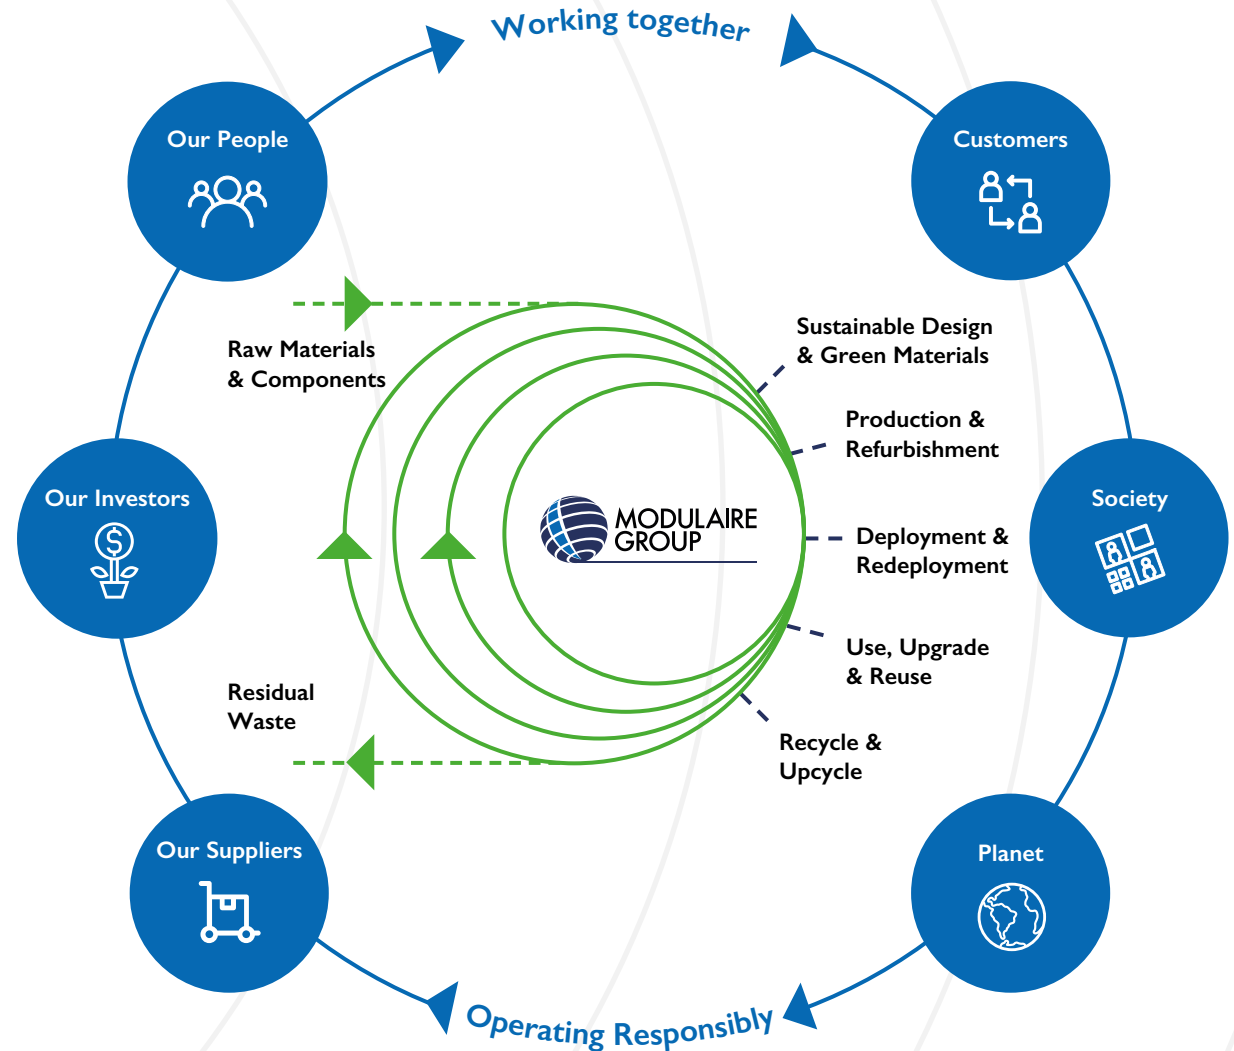 Working together
Our People
Customers
Raw Materials
& Components
Sustainable Design
& Green Materials
Production &
Refurbishment
Our Investors
$
MODULAIRE
GROUP
Deployment &
Redeployment
Society
Use, Upgrade
& Reuse
Residual
Waste
Recycle &
Upcycle
Our Suppliers
Planet
Operating Responsibly